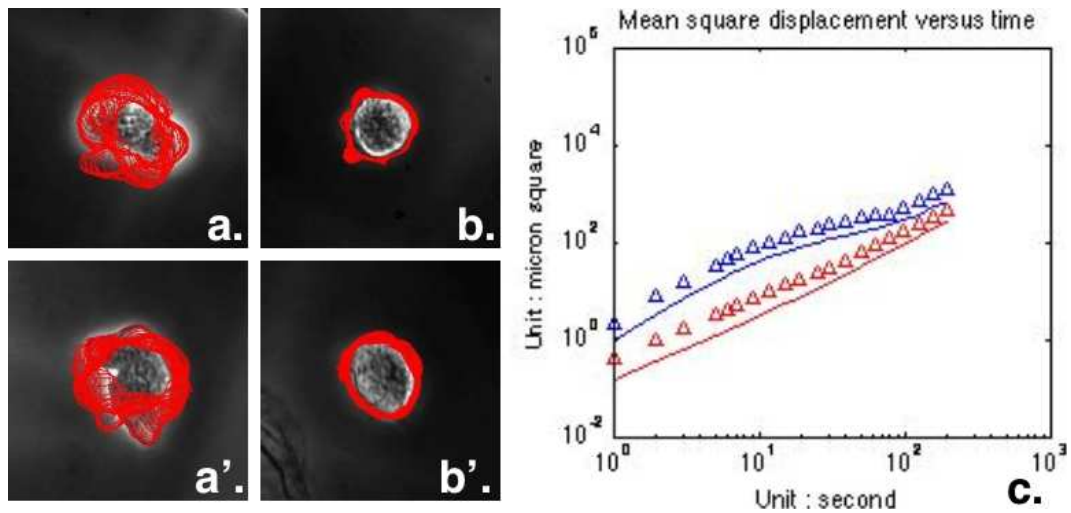 a.
b.
a'.
b'.
Mean square displacement versus time
Unit : micron square
10^6
10^4
10^2
10^0
10^-2
10^0
10^1
10^2
10^3
Unit : second
c.